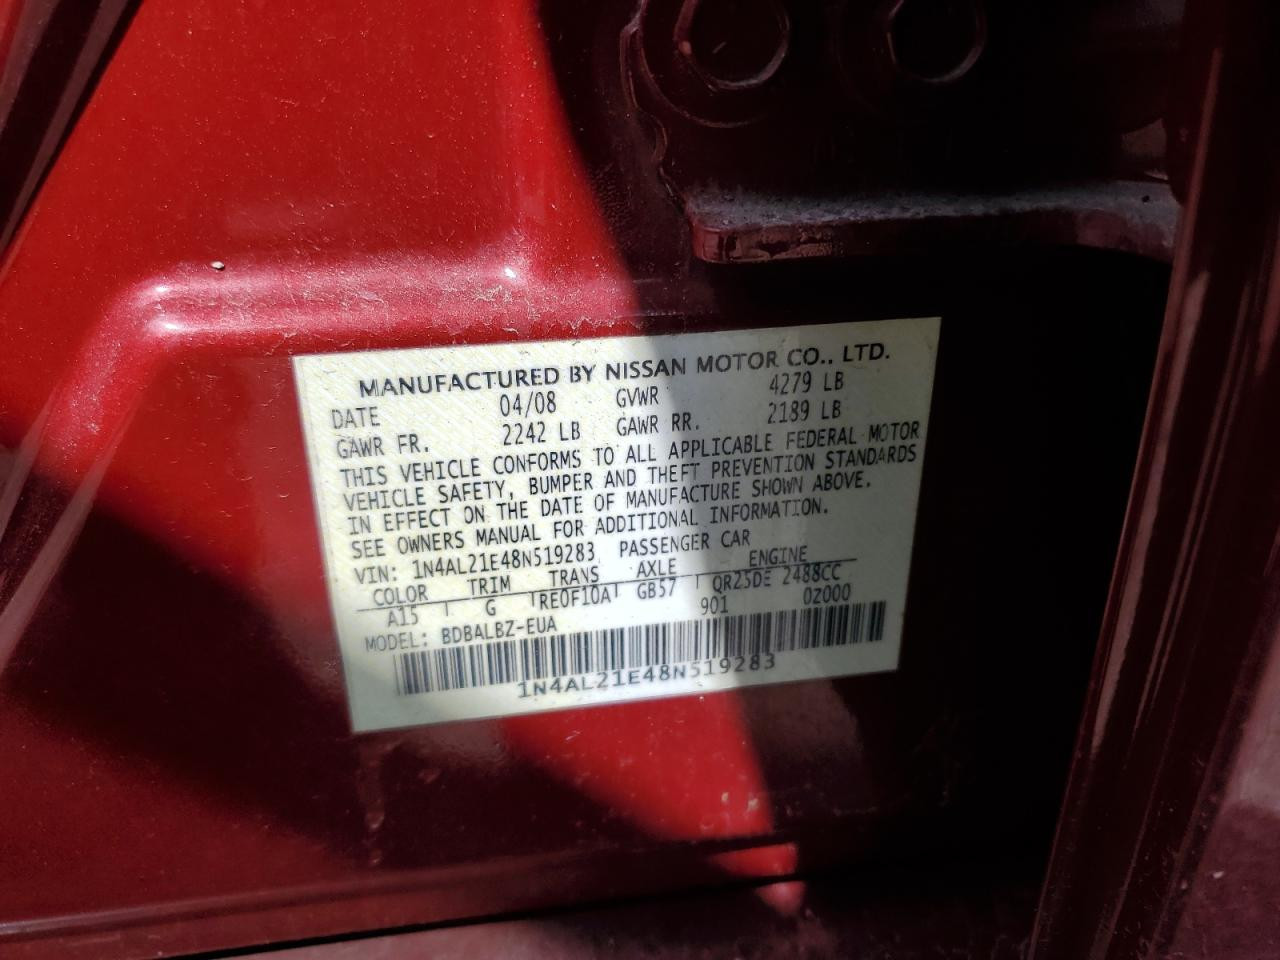 MANUFACTURED BY NISSAN MOTOR CO., LTD.
DATE 04/08 GVWR 4279 LB
GAWR FR. 2242 LB GAWR RR. 2189 LB
THIS VEHICLE CONFORMS TO ALL APPLICABLE FEDERAL MOTOR
VEHICLE SAFETY, BUMPER AND THEFT PREVENTION STANDARDS
IN EFFECT ON THE DATE OF MANUFACTURE SHOWN ABOVE.
SEE OWNERS MANUAL FOR ADDITIONAL INFORMATION.
VIN: 1N4AL21E48N519283 PASSENGER CAR
COLOR TRIM TRANS AXLE ENGINE
A15 G RE0F10A GB57 QR25DE 2488CC
MODEL: BDBALBZ-EUA 901 0Z000
1N4AL21E48N519283